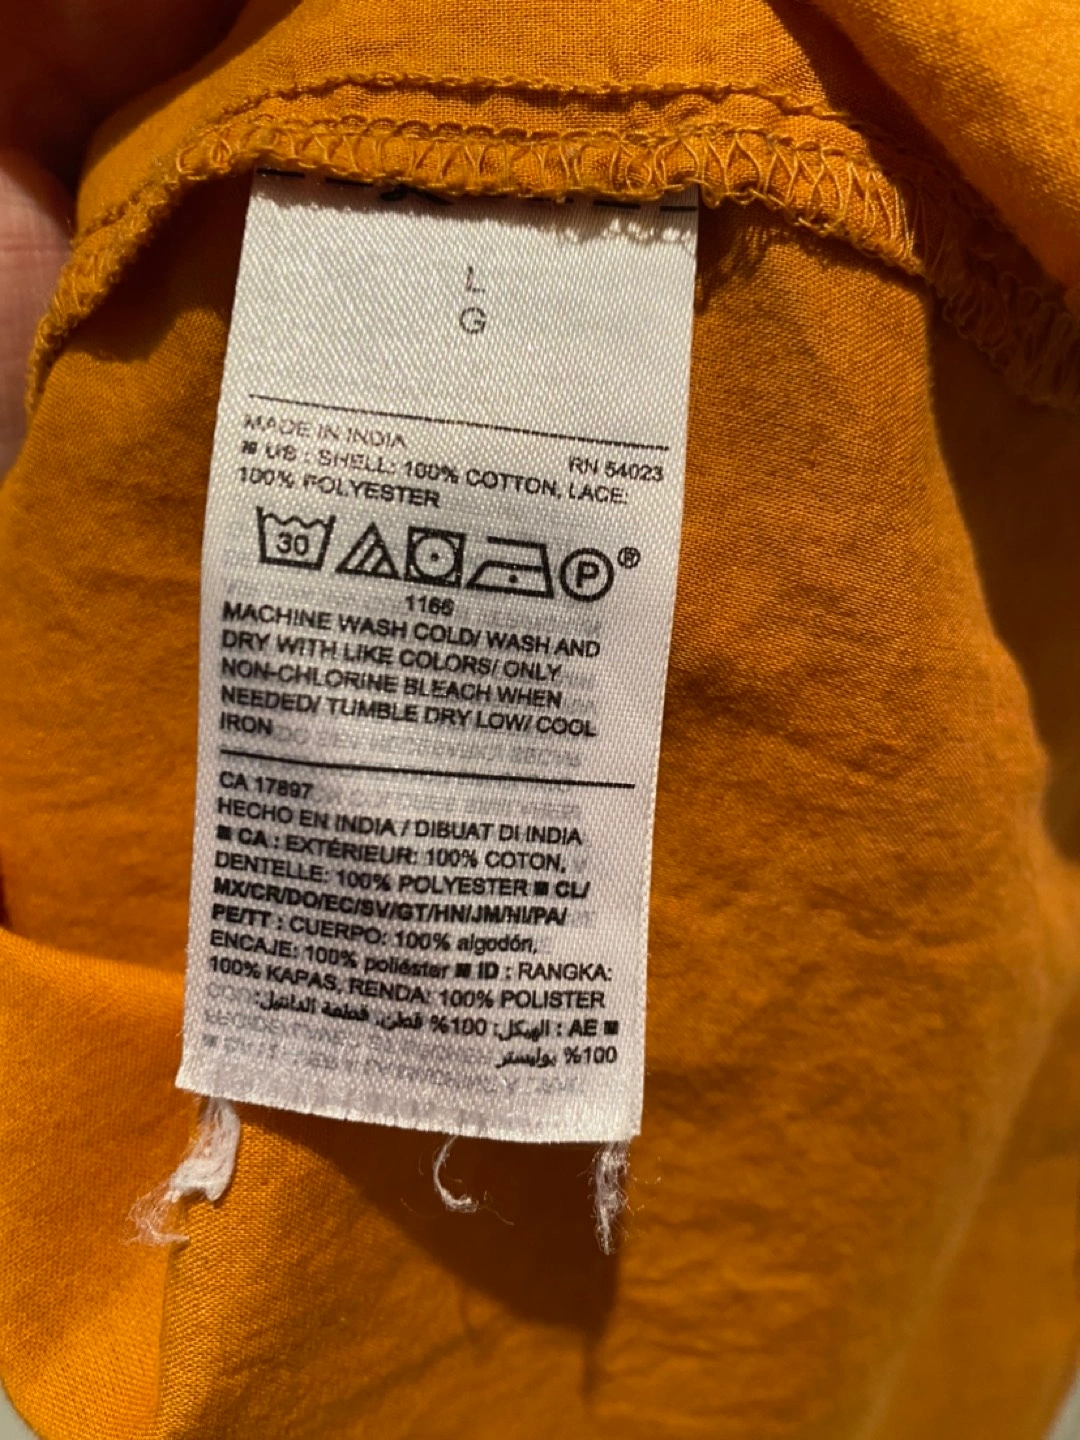 L
G
MADE IN INDIA
RN 54023
■ US : SHELL: 100% COTTON, LACE:
100% POLYESTER
30 P ®
1166
MACHINE WASH COLD/ WASH AND
DRY WITH LIKE COLORS/ ONLY
NON-CHLORINE BLEACH WHEN
NEEDED/ TUMBLE DRY LOW/ COOL
IRON
CA 17897
HECHO EN INDIA / DIBUAT DI INDIA
■ CA : EXTÉRIEUR: 100% COTON,
DENTELLE: 100% POLYESTER ■ CL/
MX/CR/DO/EC/SV/GT/HN/JM/NI/PA/
PE/TT : CUERPO: 100% algodón,
ENCAJE: 100% poliéster ■ ID : RANGKA:
100% KAPAS, RENDA: 100% POLISTER
■ AE : الهيكل: 100% قطن، قطعة الدانتيل:
100% بوليستر